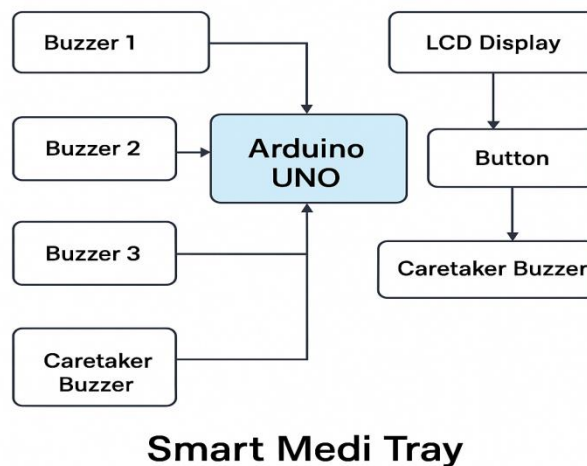 Buzzer 1
Buzzer 2
Buzzer 3
Caretaker
Buzzer
Arduino
UNO
LCD Display
Button
Caretaker Buzzer
Smart Medi Tray